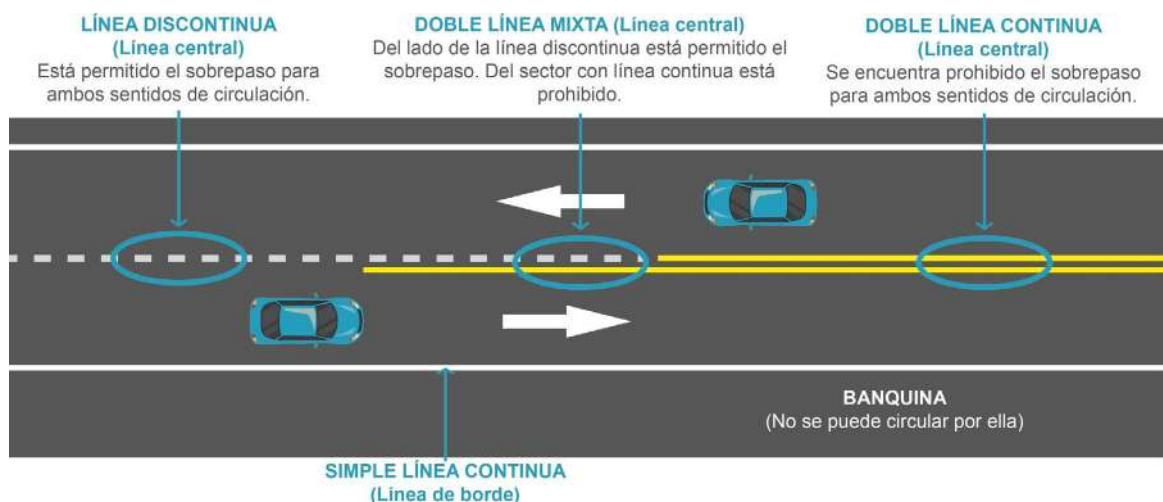 LÍNEA DISCONTINUA
(Línea central)
Está permitido el sobrepaso para
ambos sentidos de circulación.
DOBLE LÍNEA MIXTA (Línea central)
Del lado de la línea discontinua está permitido el
sobrepaso. Del sector con línea continua está
prohibido.
DOBLE LÍNEA CONTINUA
(Línea central)
Se encuentra prohibido el sobrepaso
para ambos sentidos de circulación.
BANQUINA
(No se puede circular por ella)
SIMPLE LÍNEA CONTINUA
(Línea de borde)